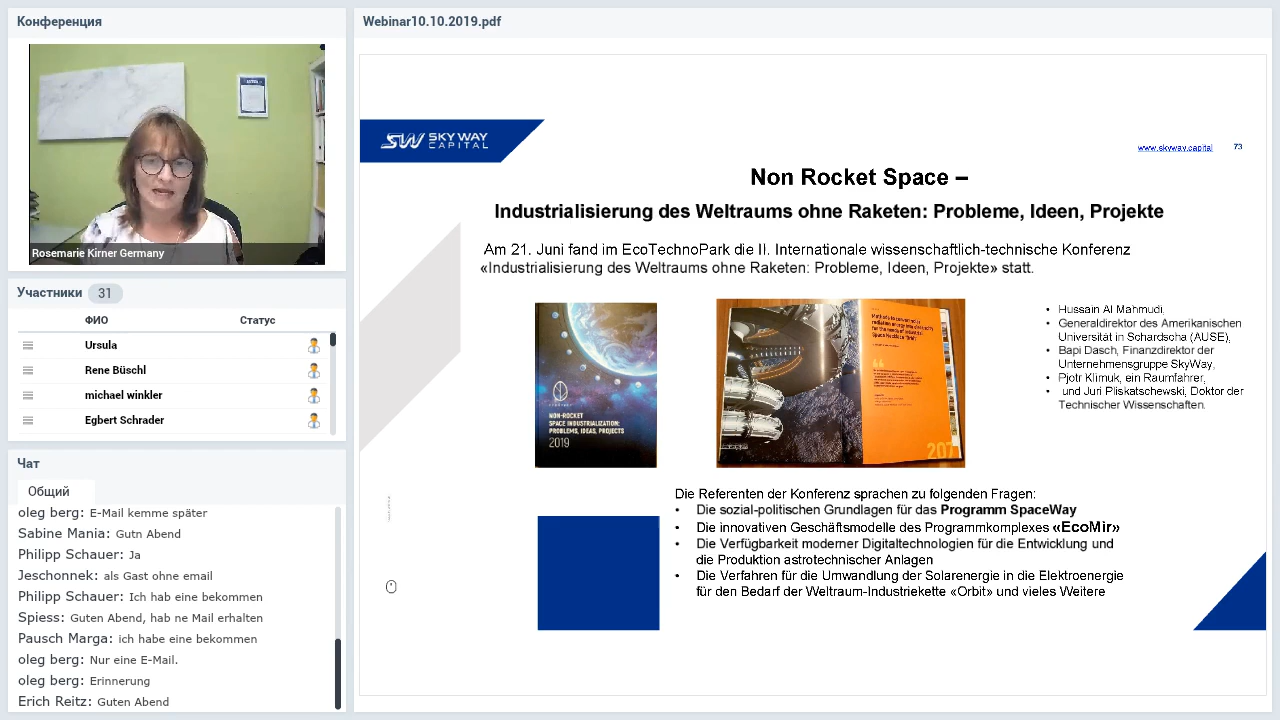 Конференция
Rosemarie Kirner Germany
Участники 31
ФИО Статус
Ursula
Rene Büschl
michael winkler
Egbert Schrader
Чат
Общий
oleg berg: E-Mail kemme später
Sabine Mania: Gutn Abend
Philipp Schauer: Ja
Jeschonnek: als Gast ohne email
Philipp Schauer: Ich hab eine bekommen
Spiess: Guten Abend, hab ne Mail erhalten
Pausch Marga: ich habe eine bekommen
oleg berg: Nur eine E-Mail.
oleg berg: Erinnerung
Erich Reitz: Guten Abend
Webinar10.10.2019.pdf
SW SKY WAY
CAPITAL
www.skyway.capital 73
Non Rocket Space –
Industrialisierung des Weltraums ohne Raketen: Probleme, Ideen, Projekte
Am 21. Juni fand im EcoTechnoPark die II. Internationale wissenschaftlich-technische Konferenz
«Industrialisierung des Weltraums ohne Raketen: Probleme, Ideen, Projekte» statt.
NON-ROCKET
SPACE INDUSTRIALIZATION:
PROBLEMS, IDEAS, PROJECTS
2019
207
• Hussain Al Mahmudi,
• Generaldirektor des Amerikanischen
Universität in Schardscha (AUSE),
• Bapi Dasch, Finanzdirektor der
Unternehmensgruppe SkyWay,
• Pjotr Klimuk, ein Raumfahrer,
• und Juri Pliskatschewski, Doktor der
Technischer Wissenschaften.
Die Referenten der Konferenz sprachen zu folgenden Fragen:
• Die sozial-politischen Grundlagen für das Programm SpaceWay
• Die innovativen Geschäftsmodelle des Programmkomplexes «EcoMir»
• Die Verfügbarkeit moderner Digitaltechnologien für die Entwicklung und
die Produktion astrotechnischer Anlagen
• Die Verfahren für die Umwandlung der Solarenergie in die Elektroenergie
für den Bedarf der Weltraum-Industriekette «Orbit» und vieles Weitere